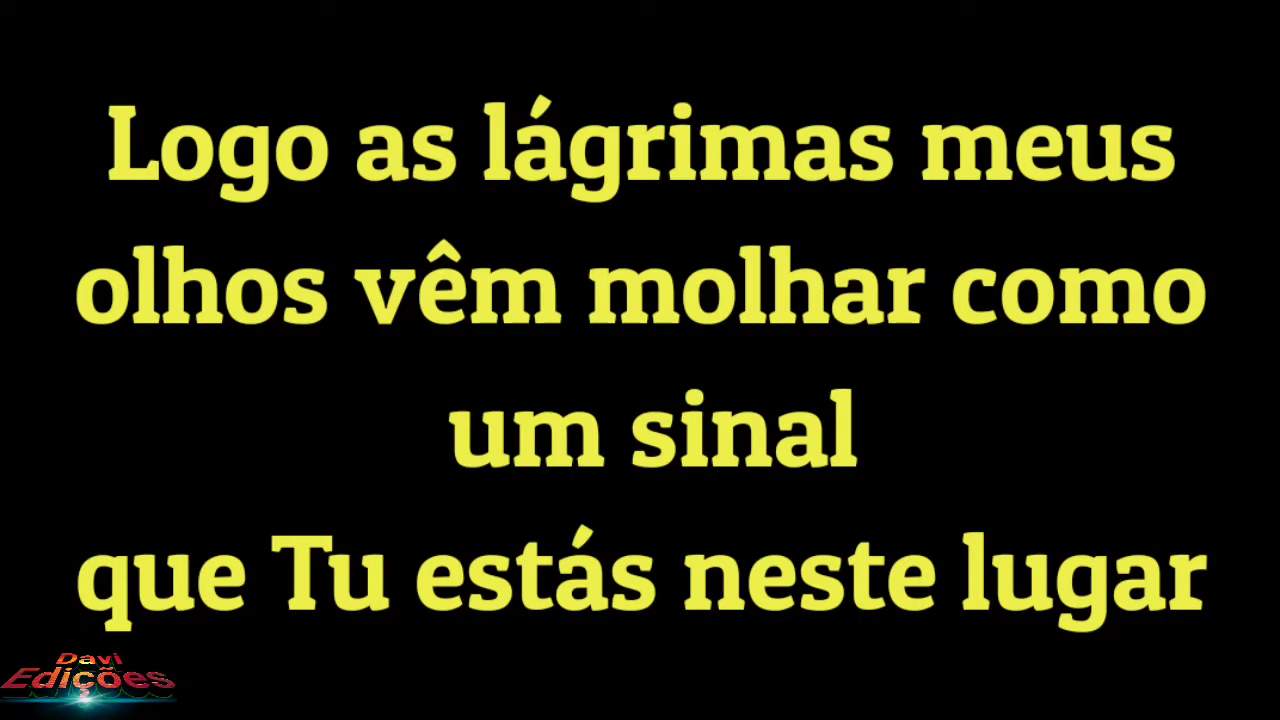 Logo as lágrimas meus
olhos vêm molhar como
um sinal
que Tu estás neste lugar
Davi
Edições